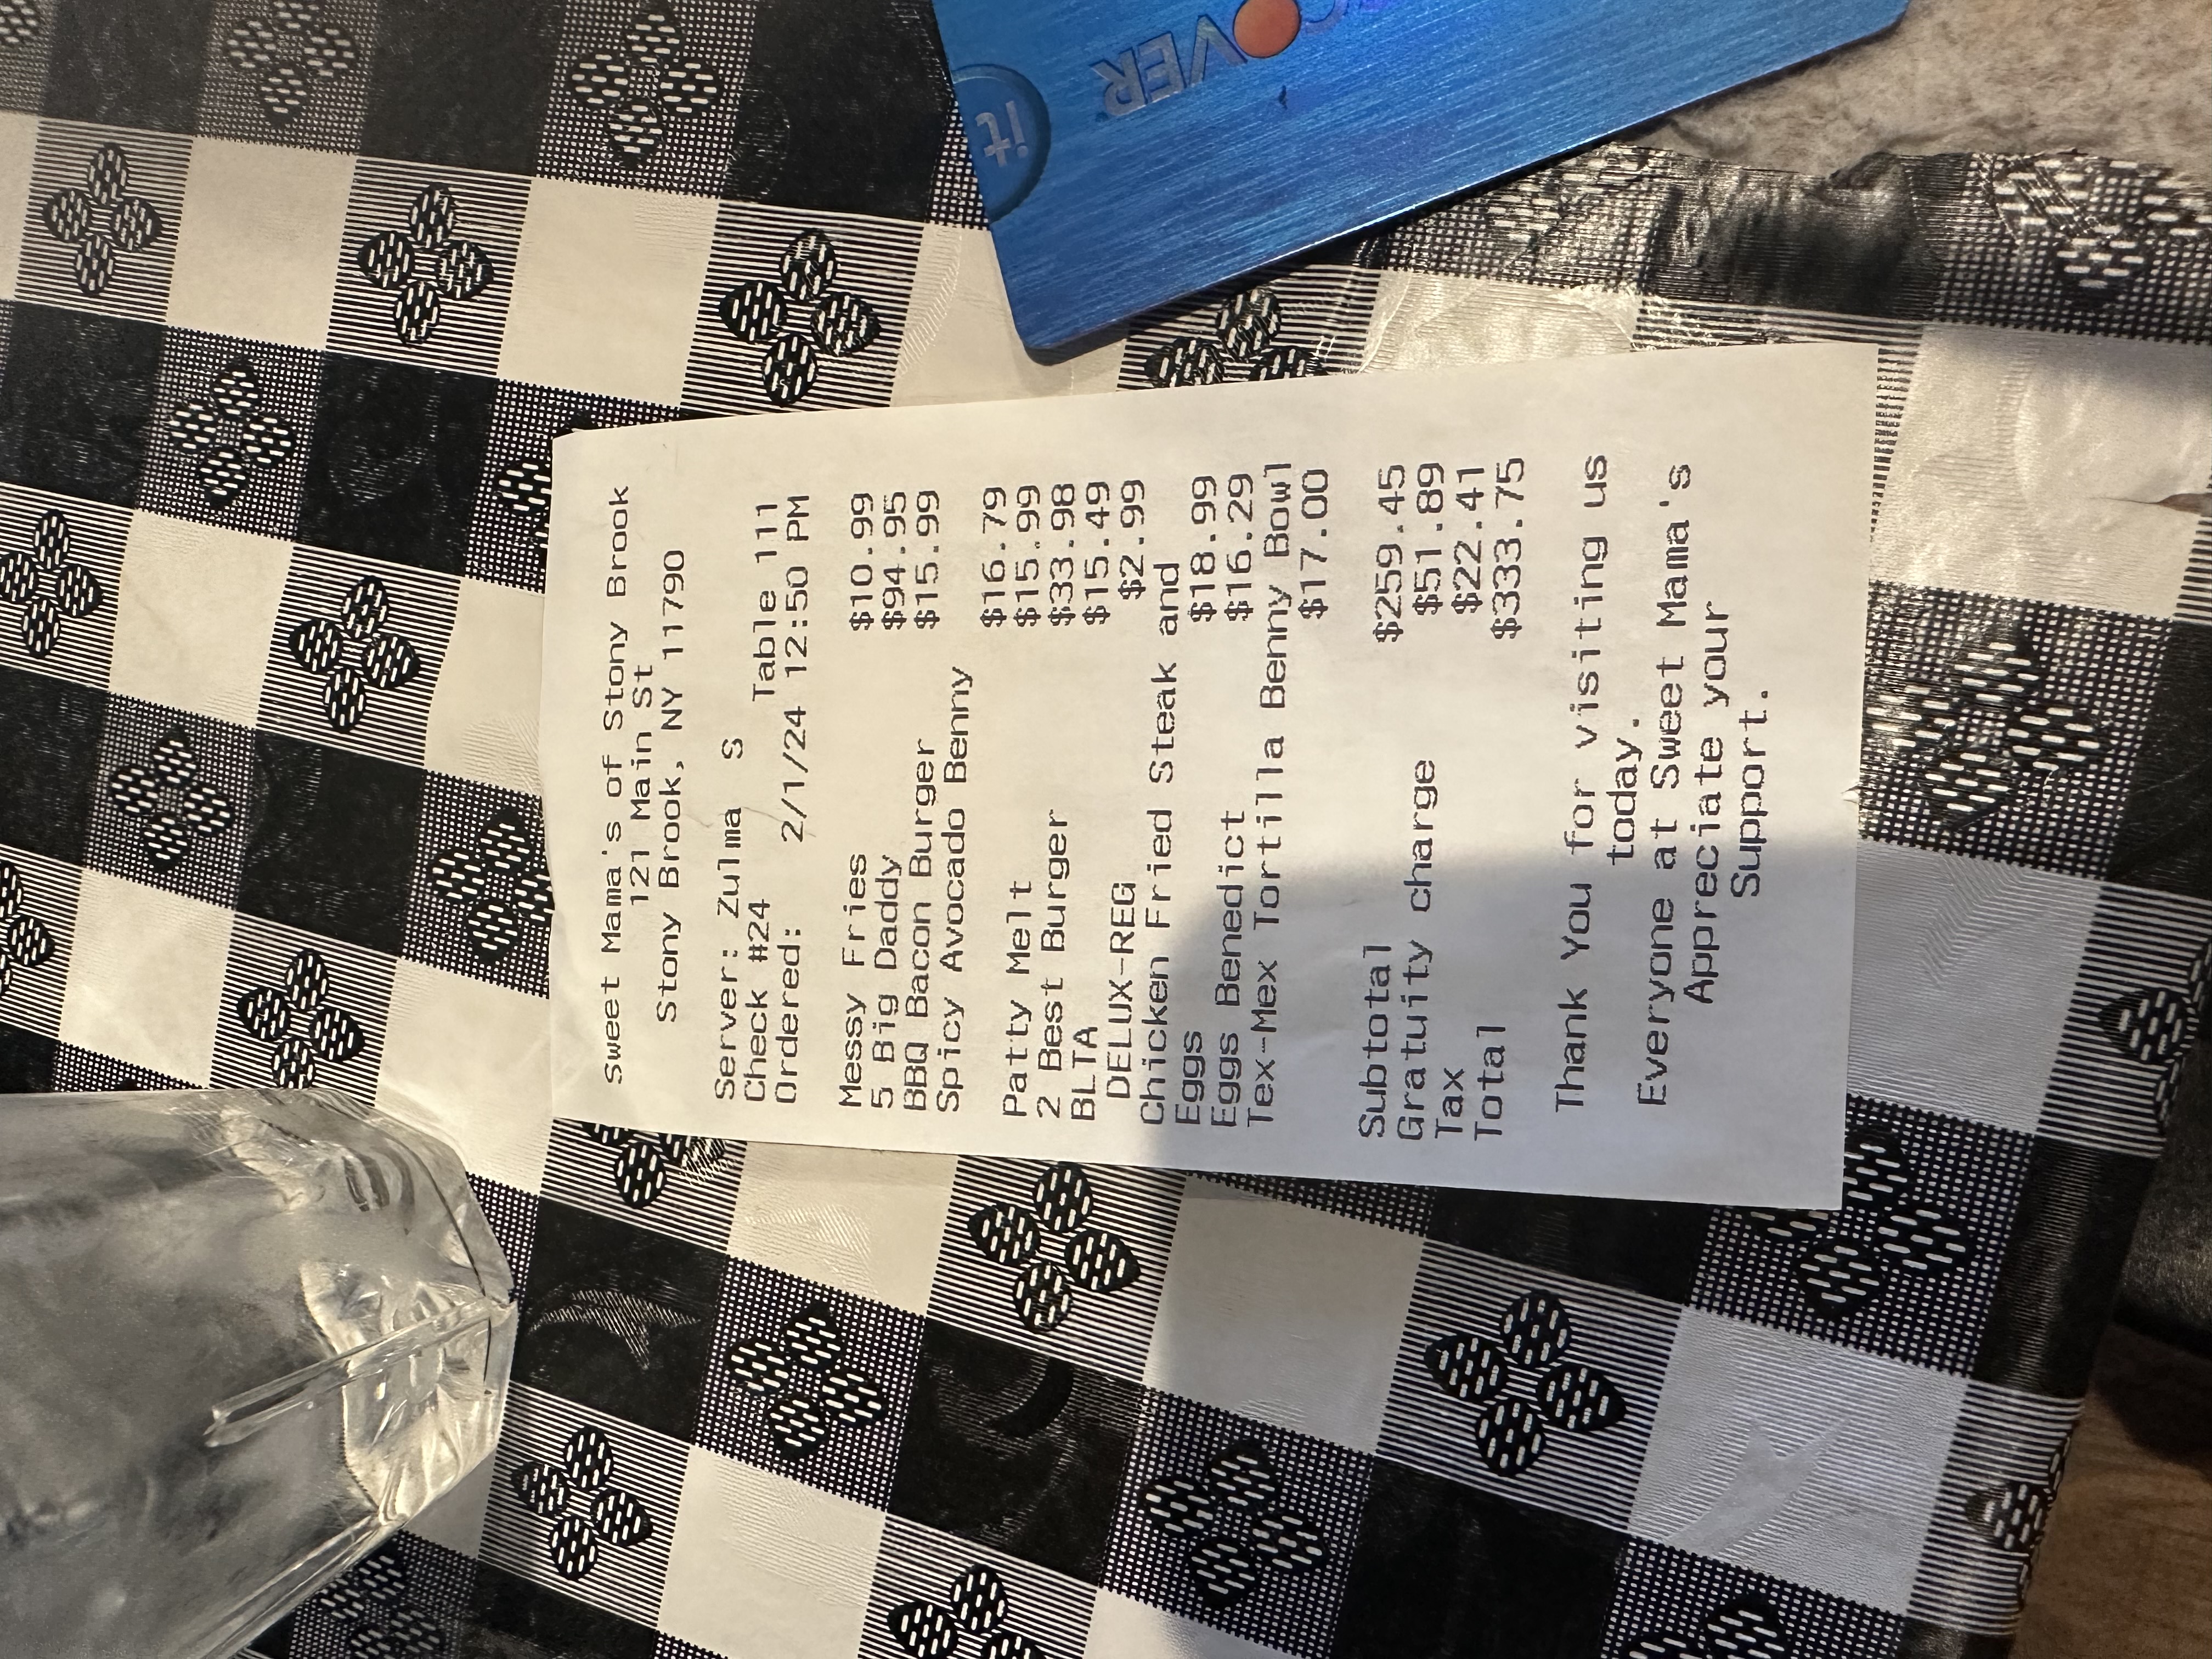 Sweet Mama's of Stony Brook
121 Main St
Stony Brook, NY 11790
Server: Zulma S
Check #24 Table 111
Ordered: 2/1/24 12:50 PM
Messy Fries $10.99
5 Big Daddy $94.95
BBQ Bacon Burger $15.99
Spicy Avocado Benny
$16.79
Patty Melt $15.99
2 Best Burger $33.98
BLTA $15.49
DELUX-REG $2.99
Chicken Fried Steak and
Eggs $18.99
Eggs Benedict $16.29
Tex-Mex Tortilla Benny Bowl
$17.00
Subtotal $259.45
Gratuity charge $51.89
Tax $22.41
Total $333.75
Thank You for visiting us
today.
Everyone at Sweet Mama's
Appreciate your
Support.
it